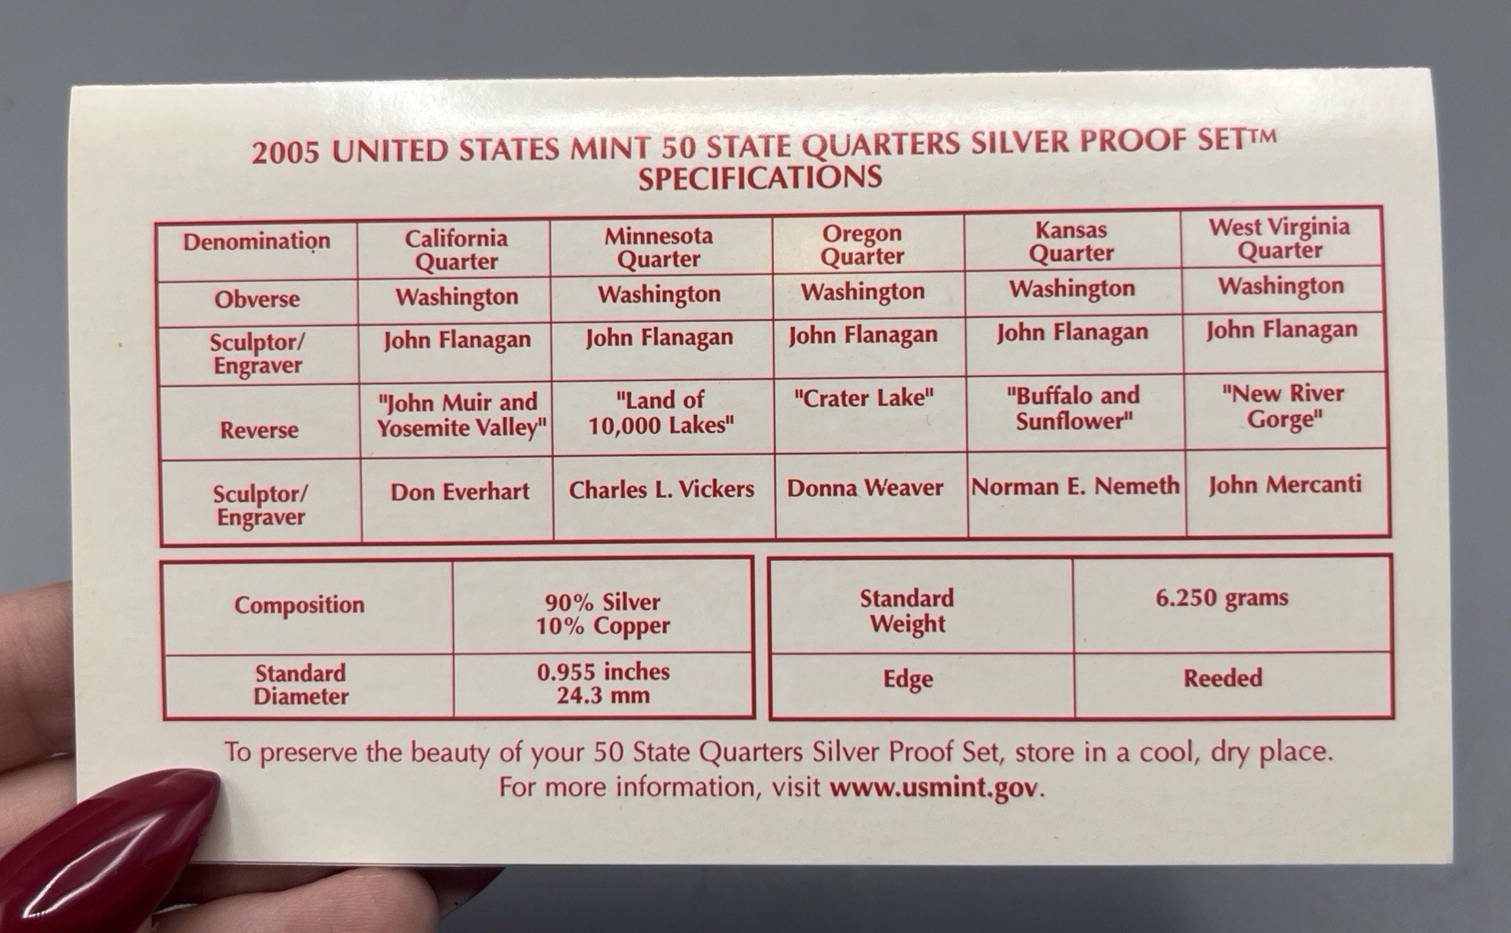 2005 UNITED STATES MINT 50 STATE QUARTERS SILVER PROOF SET™
SPECIFICATIONS
Denomination California Quarter Minnesota Quarter Oregon Quarter Kansas Quarter West Virginia Quarter
Obverse Washington Washington Washington Washington Washington
Sculptor/ Engraver John Flanagan John Flanagan John Flanagan John Flanagan John Flanagan
Reverse "John Muir and Yosemite Valley" "Land of 10,000 Lakes" "Crater Lake" "Buffalo and Sunflower" "New River Gorge"
Sculptor/ Engraver Don Everhart Charles L. Vickers Donna Weaver Norman E. Nemeth John Mercanti
Composition 90% Silver 10% Copper
Standard Diameter 0.955 inches 24.3 mm
Standard Weight 6.250 grams
Edge Reeded
To preserve the beauty of your 50 State Quarters Silver Proof Set, store in a cool, dry place.
For more information, visit www.usmint.gov.